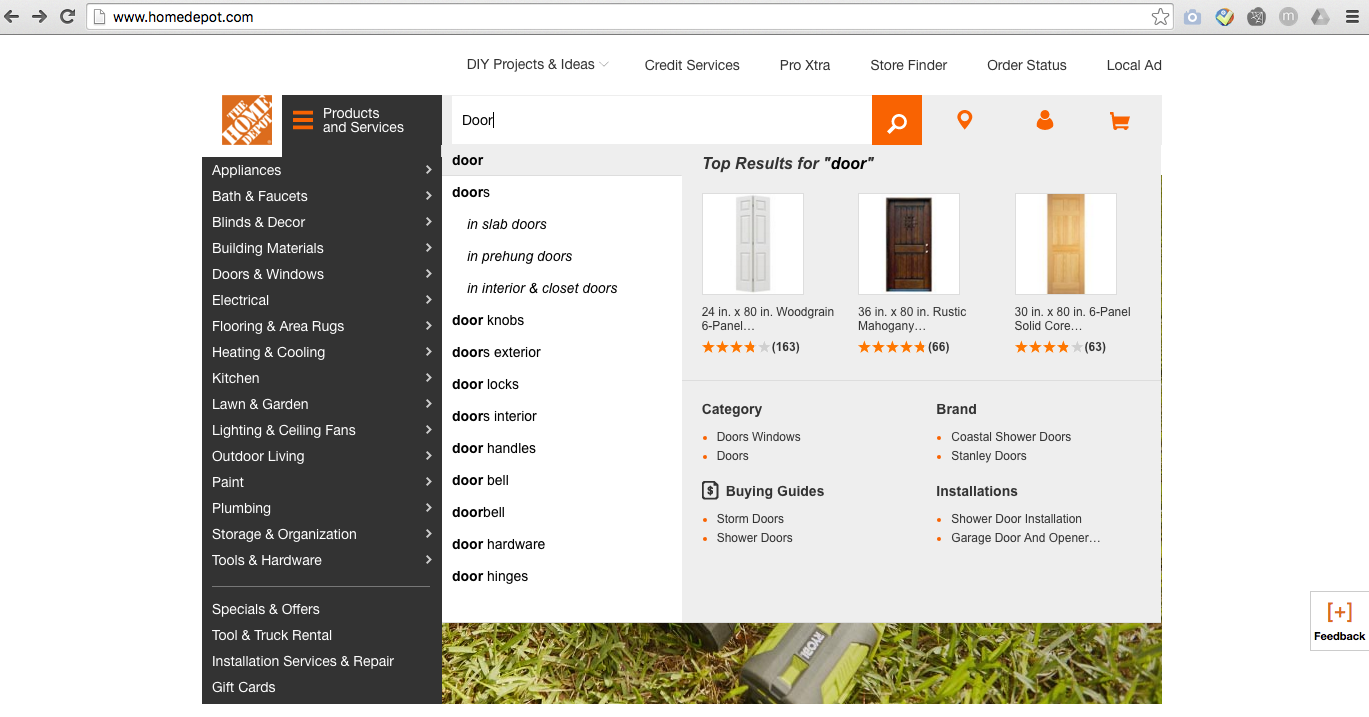 www.homedepot.com
m
DIY Projects & Ideas
Credit Services
Pro Xtra
Store Finder
Order Status
Local Ad
THE
HOME
DEPOT
Products
and Services
Door
Appliances
Bath & Faucets
Blinds & Decor
Building Materials
Doors & Windows
Electrical
Flooring & Area Rugs
Heating & Cooling
Kitchen
Lawn & Garden
Lighting & Ceiling Fans
Outdoor Living
Paint
Plumbing
Storage & Organization
Tools & Hardware
Specials & Offers
Tool & Truck Rental
Installation Services & Repair
Gift Cards
door
doors
in slab doors
in prehung doors
in interior & closet doors
door knobs
doors exterior
door locks
doors interior
door handles
door bell
doorbell
door hardware
door hinges
Top Results for "door"
24 in. x 80 in. Woodgrain
6-Panel…
(163)
36 in. x 80 in. Rustic
Mahogany…
(66)
30 in. x 80 in. 6-Panel
Solid Core…
(63)
Category
Doors Windows
Doors
Brand
Coastal Shower Doors
Stanley Doors
$ Buying Guides
Storm Doors
Shower Doors
Installations
Shower Door Installation
Garage Door And Opener…
RYOBI
[+]
Feedback